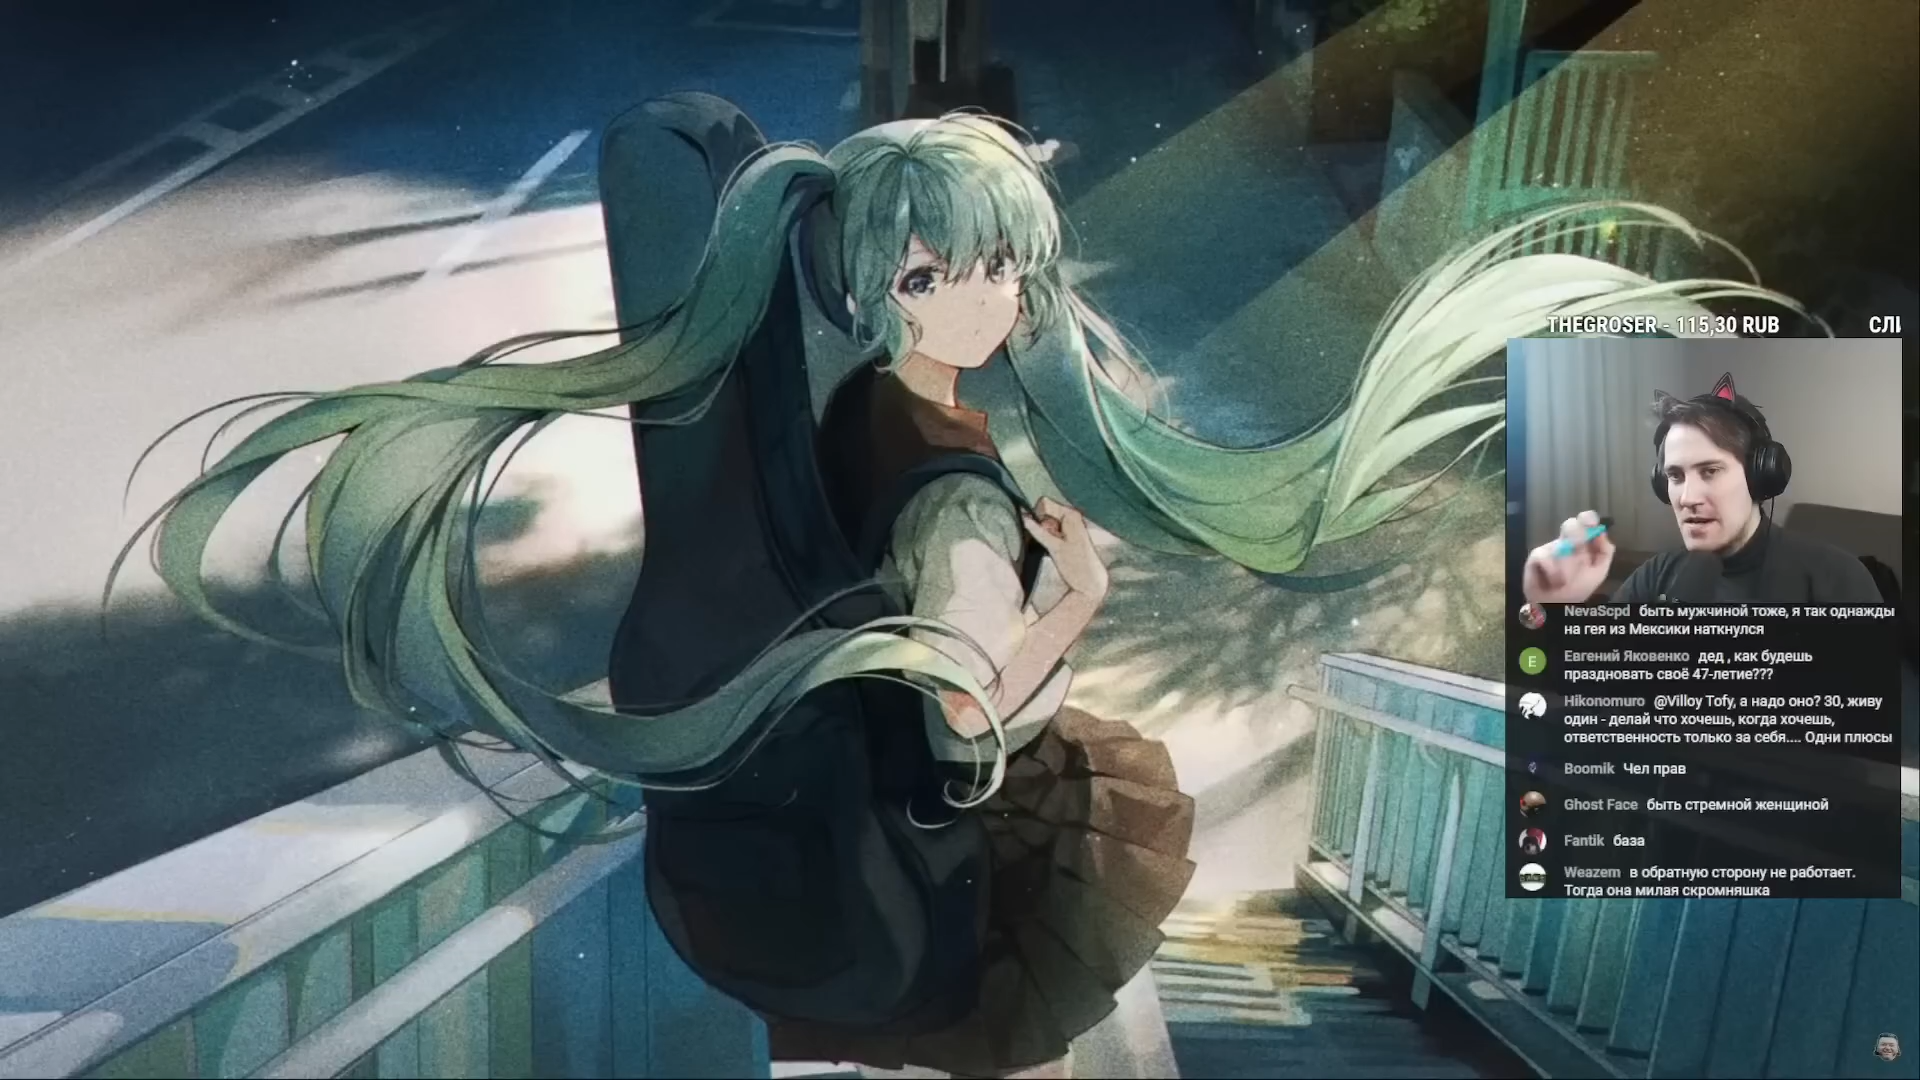 THEGROSER - 115,30 RUB
СЛИ
NevaScpd быть мужчиной тоже, я так однажды
на гея из Мексики наткнулся
Е
Евгений Яковенко дед , как будешь
праздновать своё 47-летие???
Hikonomuro @Villoy Tofy, а надо оно? 30, живу
один - делай что хочешь, когда хочешь,
ответственность только за себя.... Одни плюсы
Boomik Чел прав
Ghost Face быть стремной женщиной
Fantik база
Weazem в обратную сторону не работает.
Тогда она милая скромняшка